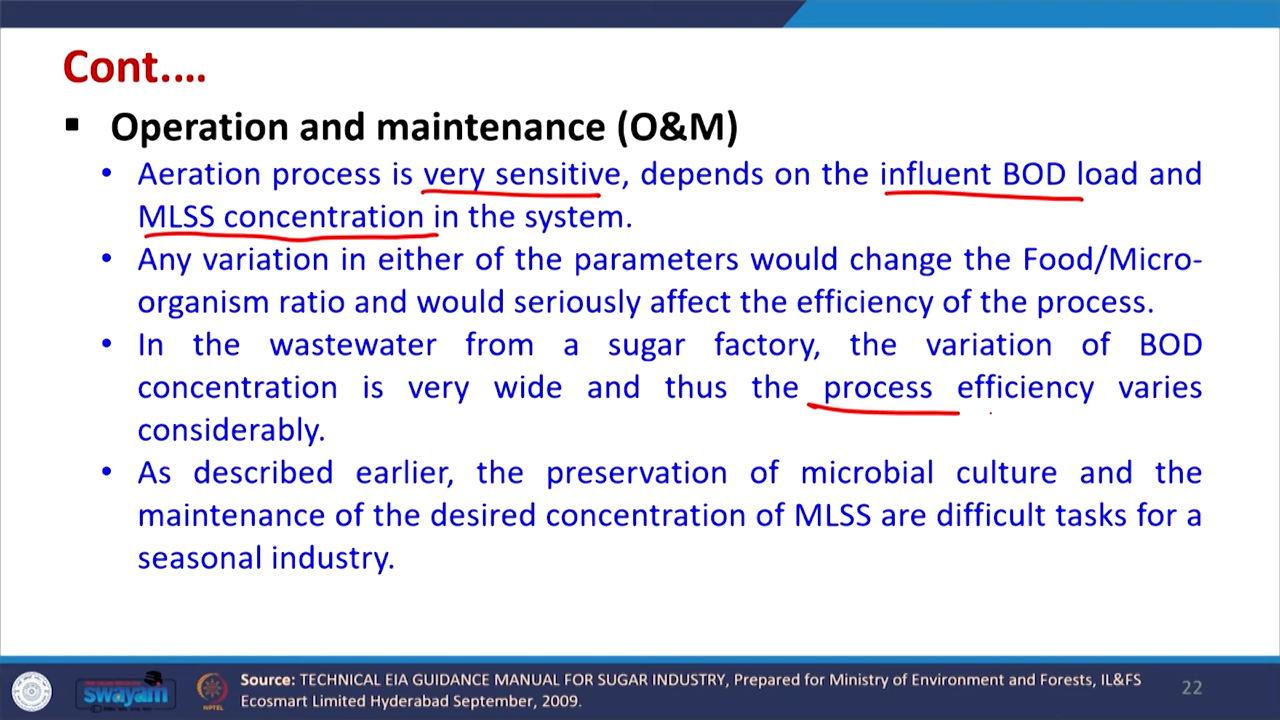 Cont.…
▪ Operation and maintenance (O&M)
• Aeration process is very sensitive, depends on the influent BOD load and
MLSS concentration in the system.
• Any variation in either of the parameters would change the Food/Micro-
organism ratio and would seriously affect the efficiency of the process.
• In the wastewater from a sugar factory, the variation of BOD
concentration is very wide and thus the process efficiency varies
considerably.
• As described earlier, the preservation of microbial culture and the
maintenance of the desired concentration of MLSS are difficult tasks for a
seasonal industry.
swayam
NPTEL
Source: TECHNICAL EIA GUIDANCE MANUAL FOR SUGAR INDUSTRY, Prepared for Ministry of Environment and Forests, IL&FS
Ecosmart Limited Hyderabad September, 2009.
22